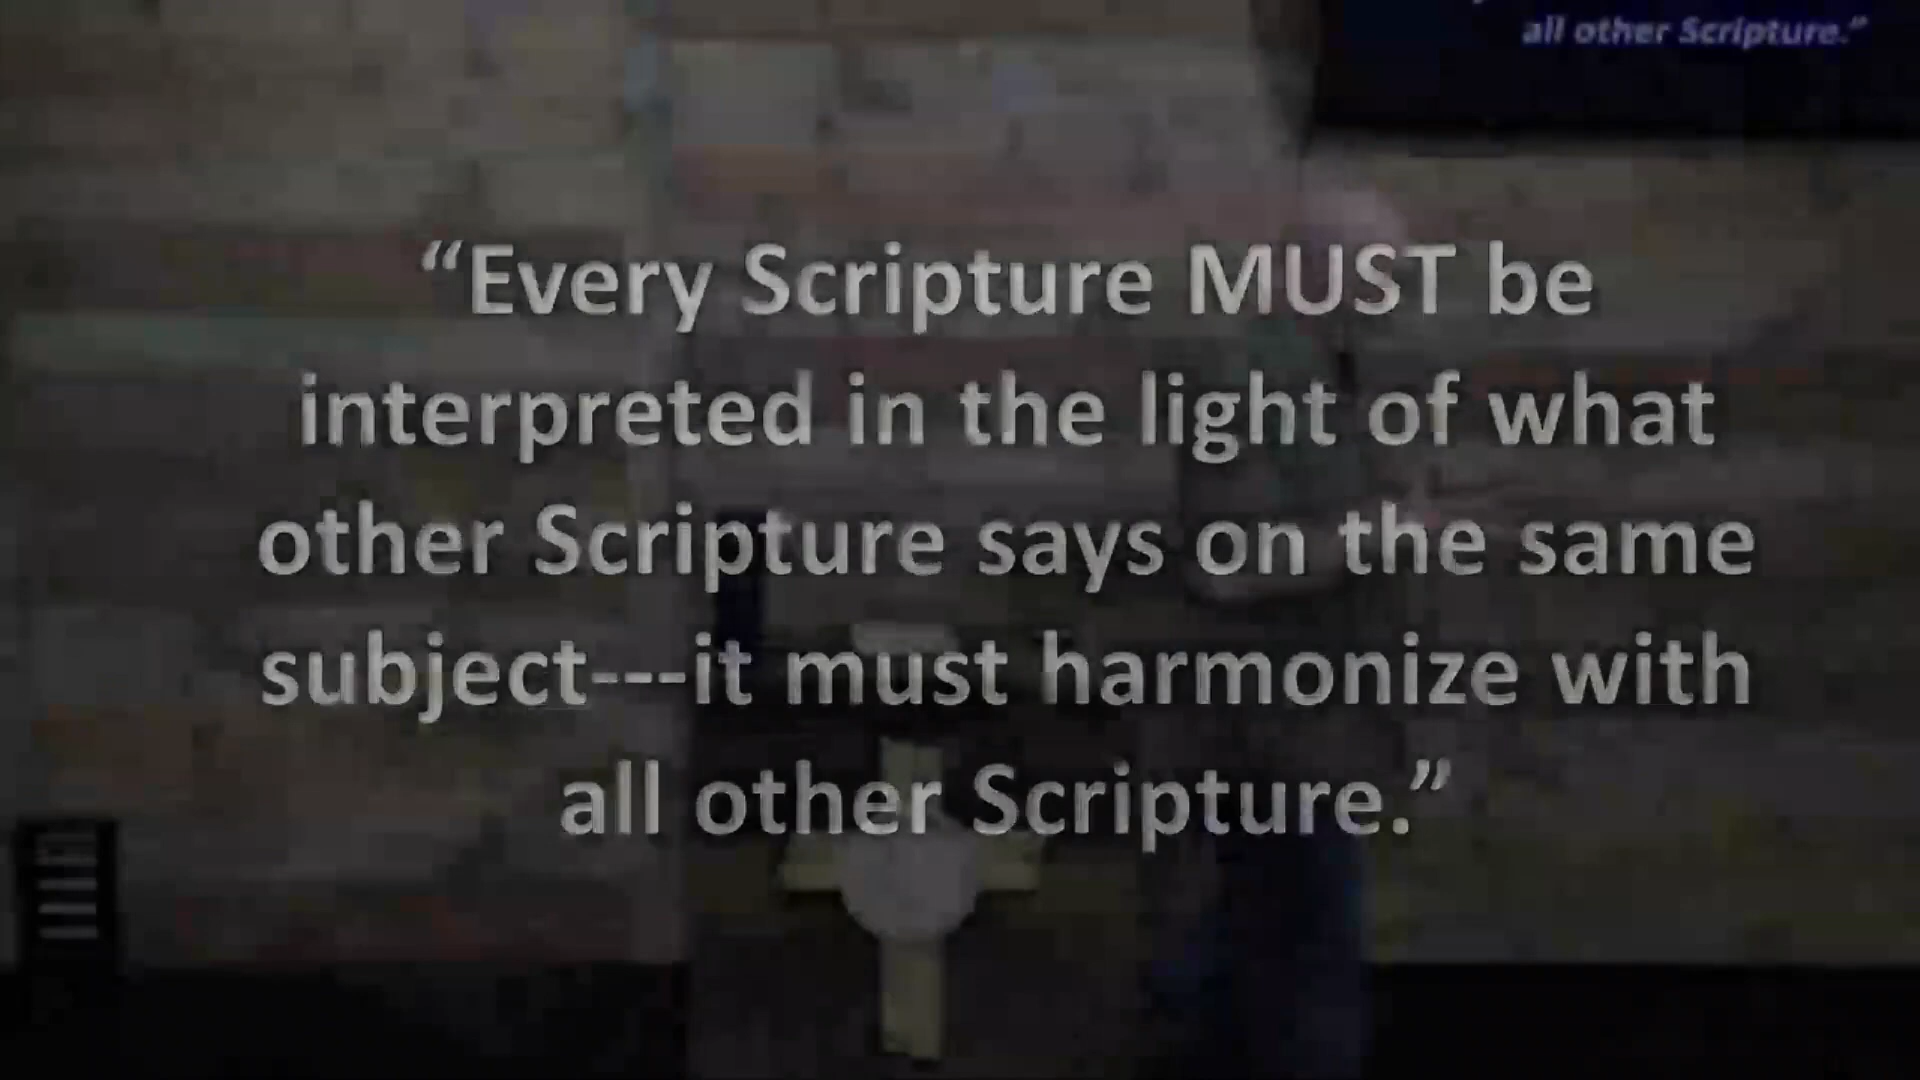 all other Scripture.”
“Every Scripture MUST be
interpreted in the light of what
other Scripture says on the same
subject---it must harmonize with
all other Scripture.”